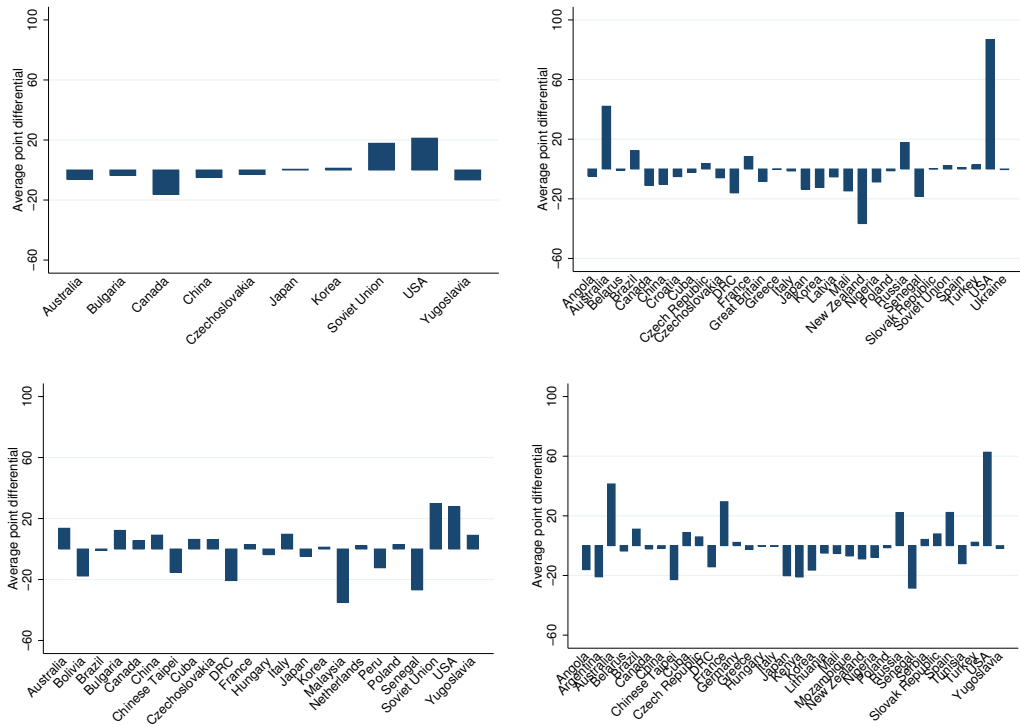 Average point differential
100
60
20
−20
−60
Australia
Bulgaria
Canada
China
Czechoslovakia
Japan
Korea
Soviet Union
USA
Yugoslavia
Average point differential
100
60
20
−20
−60
Angola
Australia
Belarus
Brazil
Canada
China
Croatia
Cuba
Czech Republic
Czechoslovakia
DRC
France
Great Britain
Greece
Italy
Japan
Korea
Latvia
Mali
New Zealand
Nigeria
Poland
Russia
Senegal
Slovak Republic
Soviet Union
Spain
Turkey
USA
Ukraine
Average point differential
100
60
20
−20
−60
Australia
Bolivia
Brazil
Bulgaria
Canada
China
Chinese Taipei
Cuba
Czechoslovakia
DRC
France
Hungary
Italy
Japan
Korea
Malaysia
Netherlands
Peru
Poland
Senegal
Soviet Union
USA
Yugoslavia
Average point differential
100
60
20
−20
−60
Angola
Argentina
Australia
Belarus
Brazil
Canada
China
Chinese Taipei
Cuba
Czech Republic
DRC
France
Germany
Greece
Hungary
Italy
Japan
Kenya
Korea
Lithuania
Mali
Mozambique
New Zealand
Nigeria
Poland
Russia
Senegal
Serbia
Slovak Republic
Spain
Tunisia
Turkey
USA
Yugoslavia